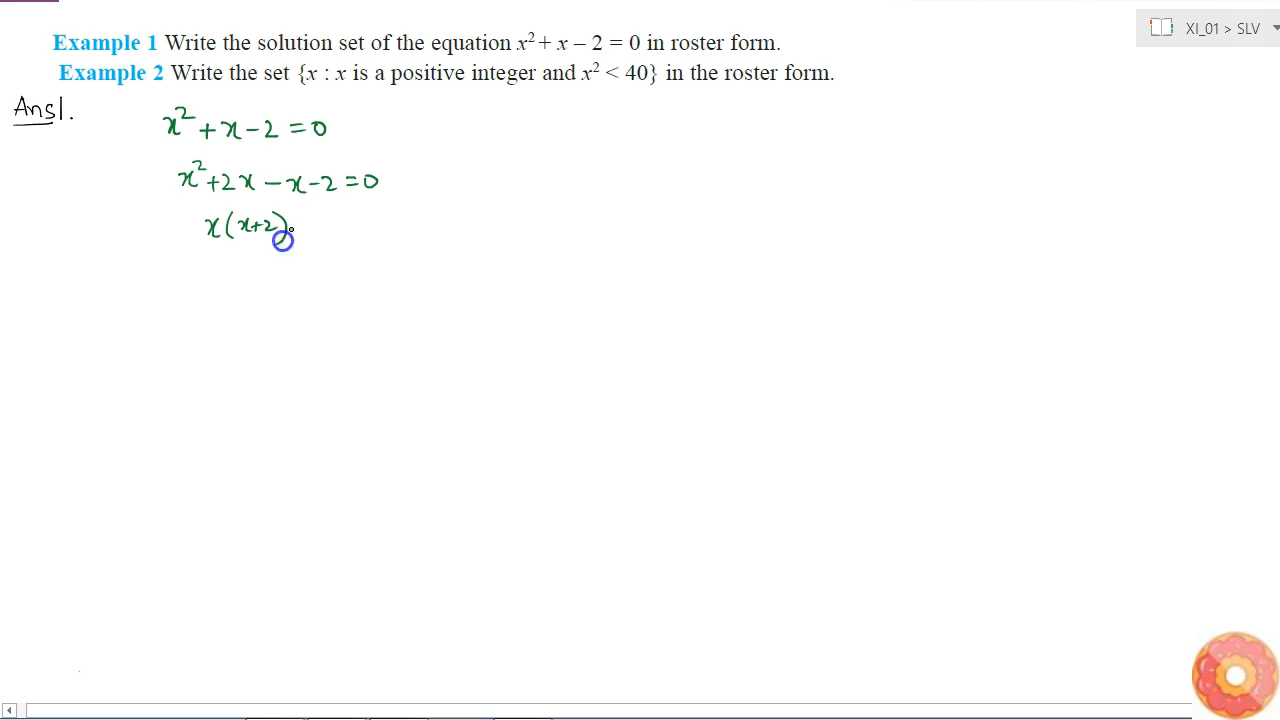 XI_01 > SLV
Example 1 Write the solution set of the equation x² + x – 2 = 0 in roster form.
Example 2 Write the set {x : x is a positive integer and x² < 40} in the roster form.
Ans1.
x² + x − 2 = 0
x² + 2x − x − 2 = 0
x(x+2)